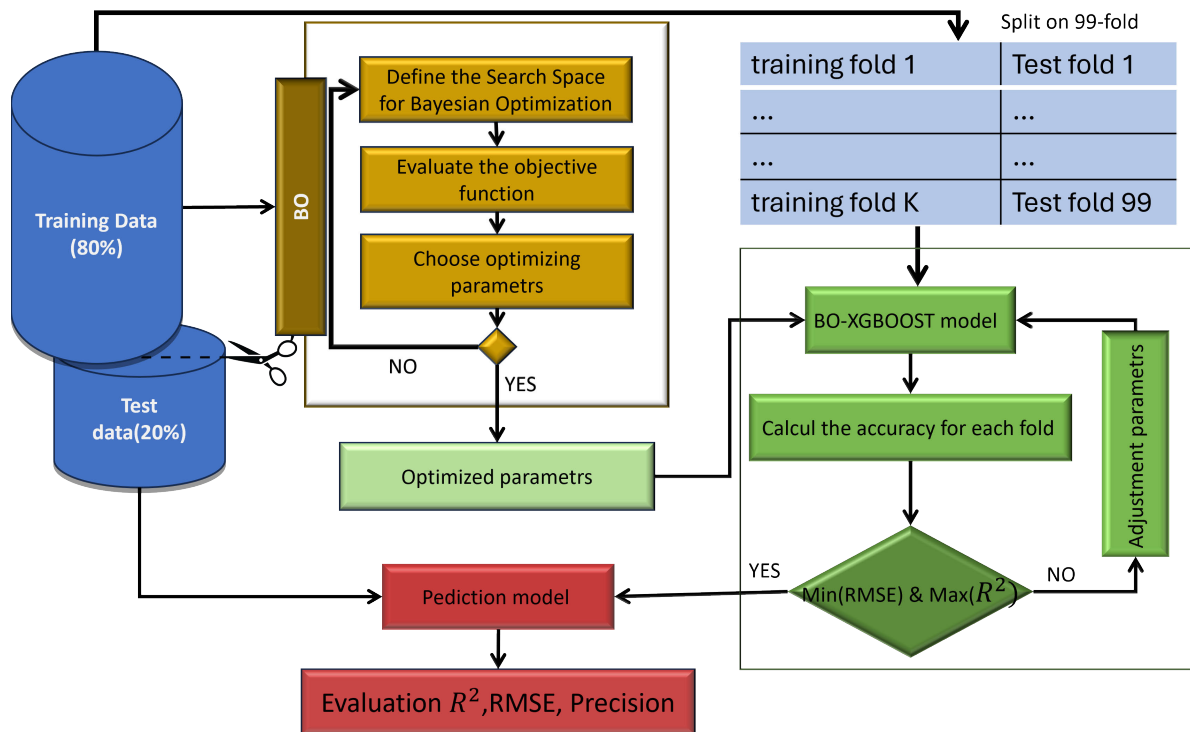 Split on 99-fold
training fold 1
Test fold 1
...
...
...
...
training fold K
Test fold 99
Training Data
(80%)
Test
data(20%)
BO
Define the Search Space
for Bayesian Optimization
Evaluate the objective
function
Choose optimizing
parametrs
NO
YES
Optimized parametrs
BO-XGBOOST model
Calcul the accuracy for each fold
Min(RMSE) & Max(R²)
YES
NO
Adjustment parametrs
Pediction model
Evaluation R²,RMSE, Precision